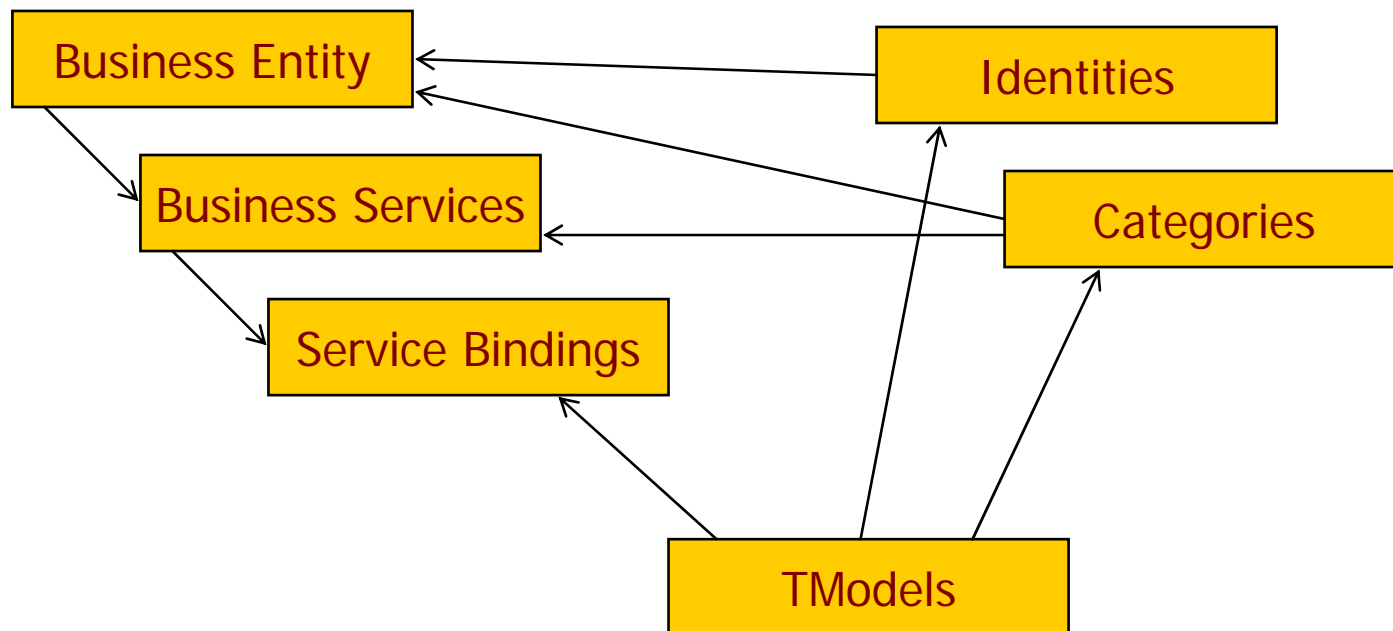 Business Entity
Identities
Business Services
Categories
Service Bindings
TModels